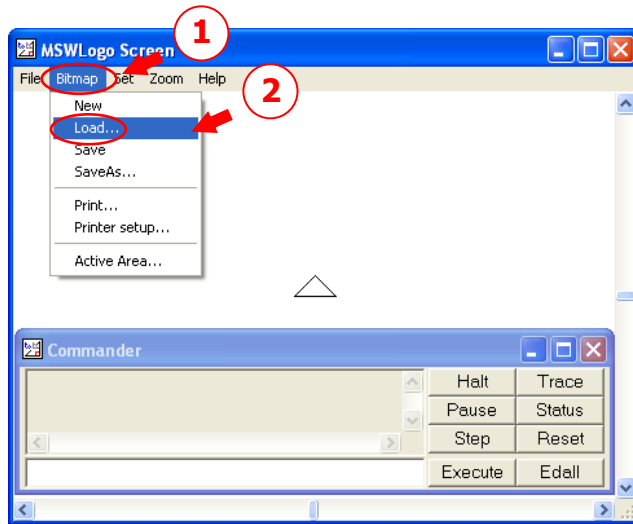 1
MSWLogo Screen
File Bitmap Set Zoom Help
2
New
Load...
Save
SaveAs...
Print...
Printer setup...
Active Area...
Commander
Halt Trace
Pause Status
Step Reset
Execute Edall